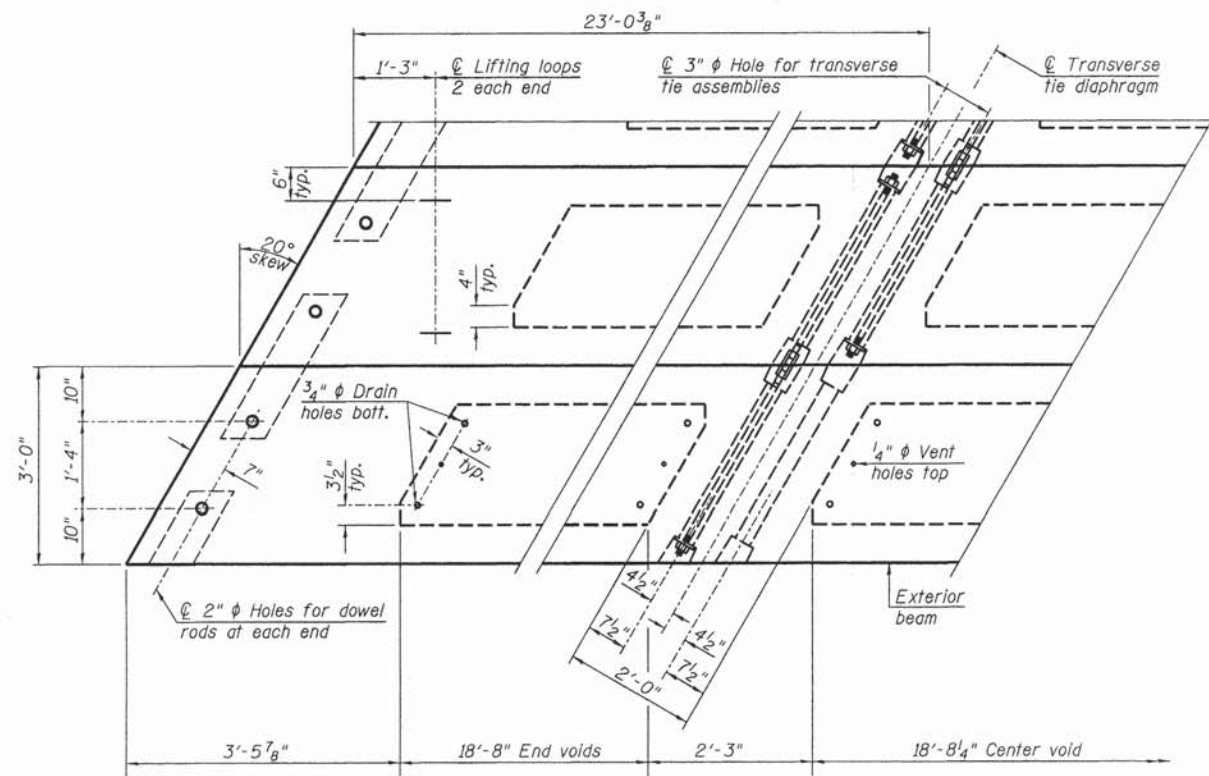 23'-0 3/8"
1'-3"
℄ Lifting loops
2 each end
℄ 3" ϕ Hole for transverse
tie assemblies
℄ Transverse
tie diaphragm
6"
typ.
20°
skew
4"
typ.
3/4" ϕ Drain
holes bott.
3"
typ.
3 1/2"
typ.
1/4" ϕ Vent
holes top
3'-0"
10"
1'-4"
10"
7"
℄ 2" ϕ Holes for dowel
rods at each end
4 1/2"
7 1/2"
4 1/2"
7 1/2"
2'-0"
Exterior
beam
3'-5 7/8"
18'-8" End voids
2'-3"
18'-8 1/4" Center void